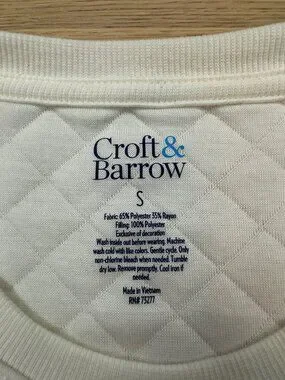 Croft&
Barrow
S
Fabric: 65% Polyester 35% Rayon
Filling: 100% Polyester
Exclusive of decoration
Wash inside out before wearing. Machine
wash cold with like colors. Gentle cycle. Only
non-chlorine bleach when needed. Tumble
dry low. Remove promptly. Cool iron if
needed.
Made in Vietnam
RN# 73277